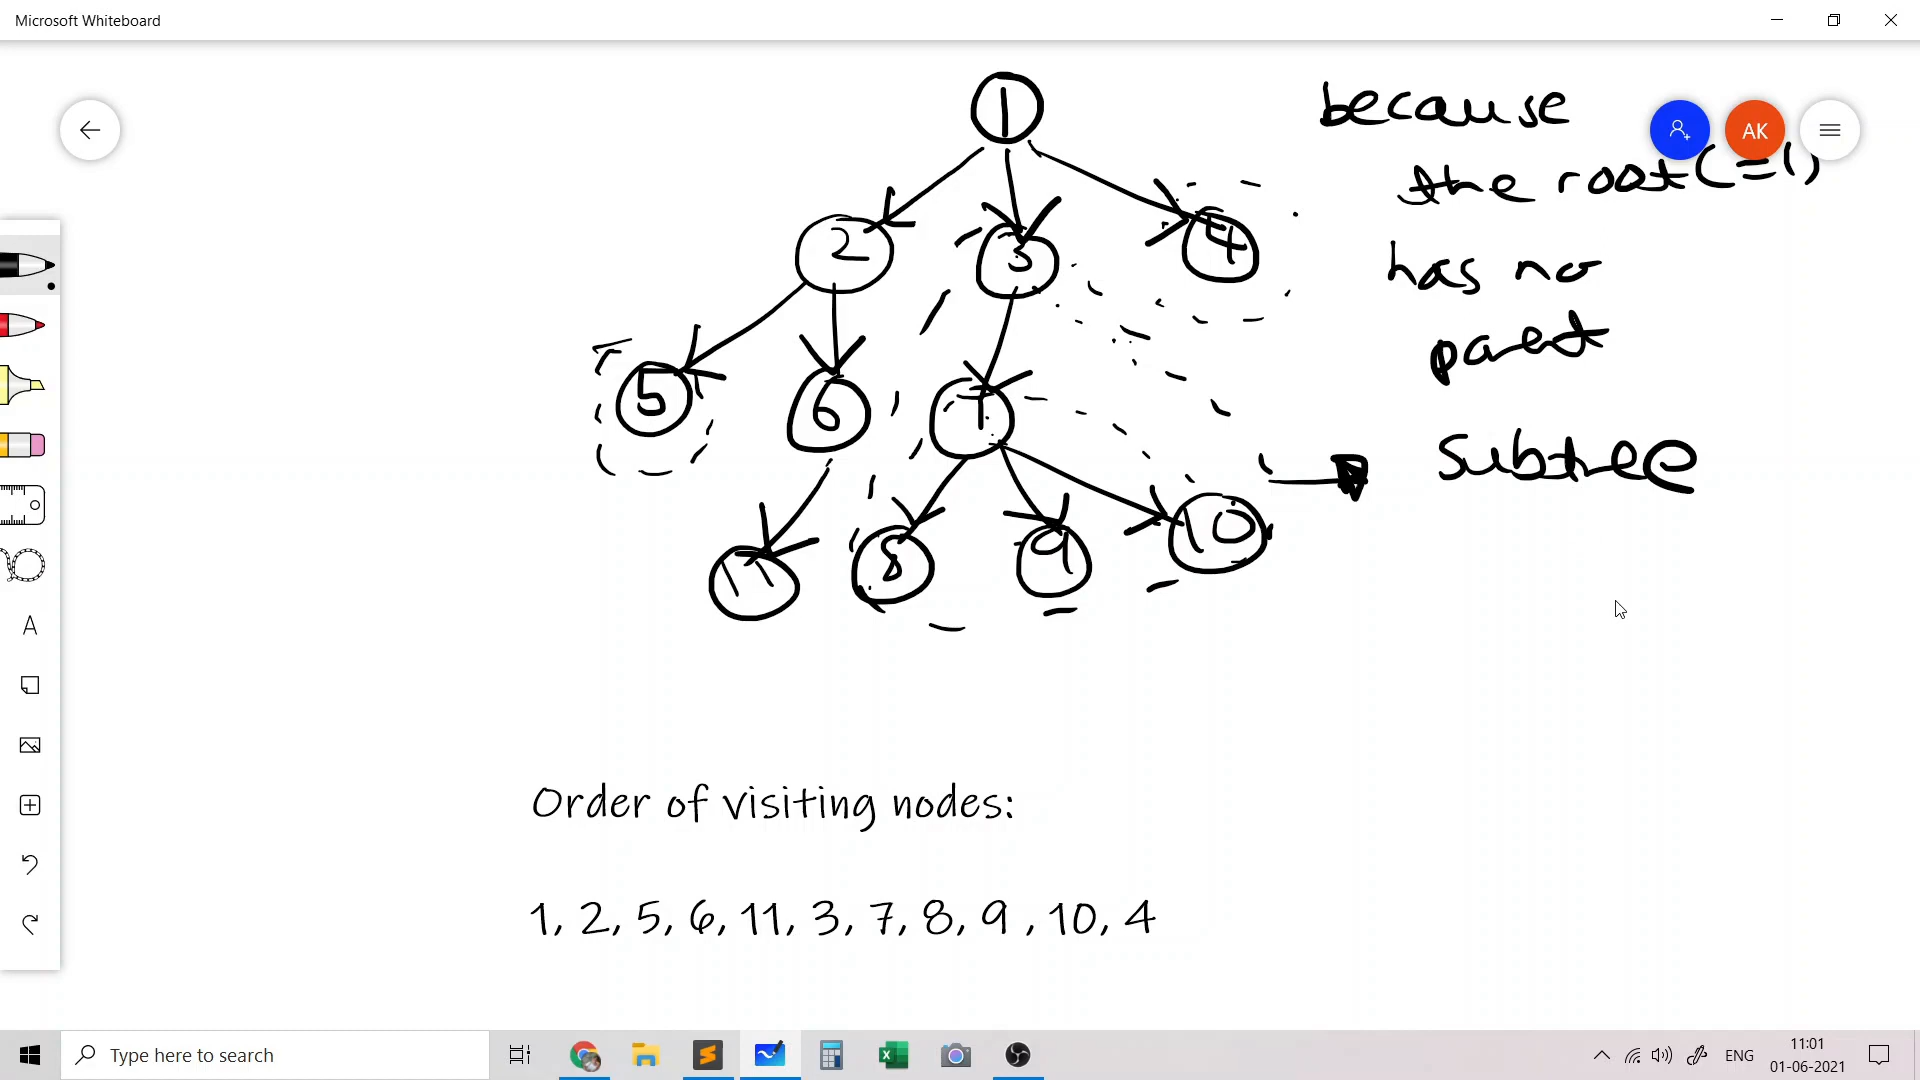 Microsoft Whiteboard
AK
1
2
3
4
5
6
7
11
8
9
10
because
the root(=1)
has no
parent
subtree
Order of visiting nodes:
1, 2, 5, 6, 11, 3, 7, 8, 9 , 10, 4
A
Type here to search
ENG
11:01
01-06-2021